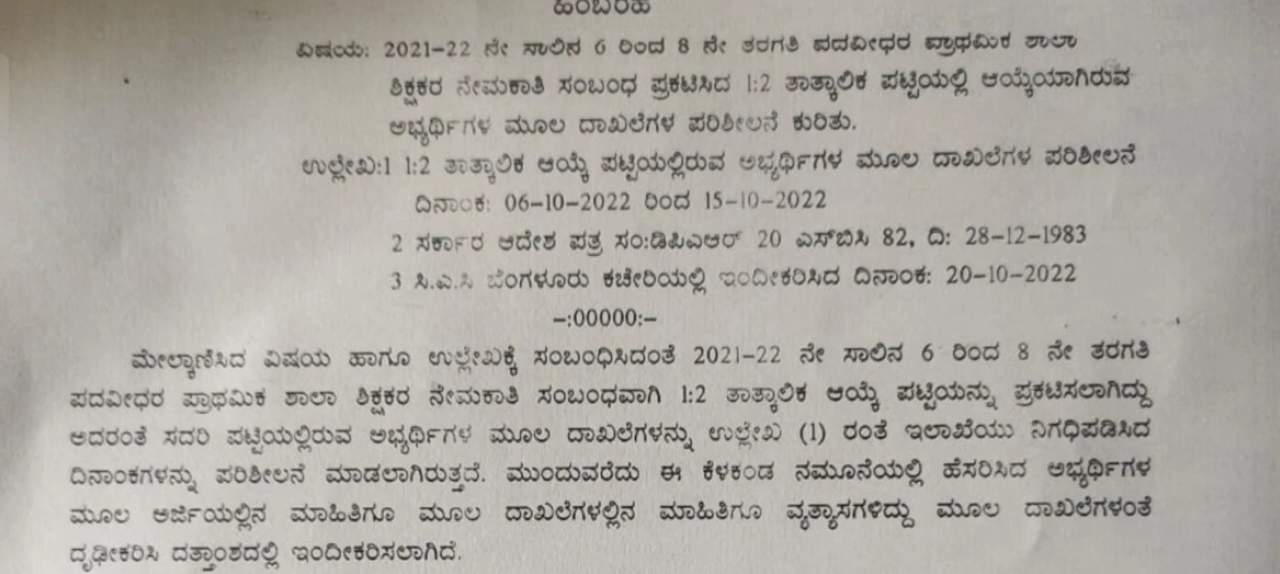 ಹಿಂಬರಹ
ವಿಷಯ: 2021-22 ನೇ ಸಾಲಿನ 6 ರಿಂದ 8 ನೇ ತರಗತಿ ಪದವೀಧರ ಪ್ರಾಥಮಿಕ ಶಾಲಾ
ಶಿಕ್ಷಕರ ನೇಮಕಾತಿ ಸಂಬಂಧ ಪ್ರಕಟಿಸಿದ 1:2 ತಾತ್ಕಾಲಿಕ ಪಟ್ಟಿಯಲ್ಲಿ ಆಯ್ಕೆಯಾಗಿರುವ
ಅಭ್ಯರ್ಥಿಗಳ ಮೂಲ ದಾಖಲೆಗಳ ಪರಿಶೀಲನೆ ಕುರಿತು.
ಉಲ್ಲೇಖ:1 1:2 ತಾತ್ಕಾಲಿಕ ಆಯ್ಕೆ ಪಟ್ಟಿಯಲ್ಲಿರುವ ಅಭ್ಯರ್ಥಿಗಳ ಮೂಲ ದಾಖಲೆಗಳ ಪರಿಶೀಲನೆ
ದಿನಾಂಕ: 06-10-2022 ರಿಂದ 15-10-2022
2 ಸರ್ಕಾರ ಆದೇಶ ಪತ್ರ ಸಂ:ಡಿಪಿಎಆರ್ 20 ಎಸ್‌ಬಿಸಿ 82, ದಿ: 28-12-1983
3 ಸಿ.ಎ.ಸಿ ಬೆಂಗಳೂರು ಕಚೇರಿಯಲ್ಲಿ ಇಂದೀಕರಿಸಿದ ದಿನಾಂಕ: 20-10-2022
-:00000:-
ಮೇಲ್ಕಾಣಿಸಿದ ವಿಷಯ ಹಾಗೂ ಉಲ್ಲೇಖಕ್ಕೆ ಸಂಬಂಧಿಸಿದಂತೆ 2021-22 ನೇ ಸಾಲಿನ 6 ರಿಂದ 8 ನೇ ತರಗತಿ
ಪದವೀಧರ ಪ್ರಾಥಮಿಕ ಶಾಲಾ ಶಿಕ್ಷಕರ ನೇಮಕಾತಿ ಸಂಬಂಧವಾಗಿ 1:2 ತಾತ್ಕಾಲಿಕ ಆಯ್ಕೆ ಪಟ್ಟಿಯನ್ನು ಪ್ರಕಟಿಸಲಾಗಿದ್ದು
ಅದರಂತೆ ಸದರಿ ಪಟ್ಟಿಯಲ್ಲಿರುವ ಅಭ್ಯರ್ಥಿಗಳ ಮೂಲ ದಾಖಲೆಗಳನ್ನು ಉಲ್ಲೇಖ (1) ರಂತೆ ಇಲಾಖೆಯು ನಿಗಧಿಪಡಿಸಿದ
ದಿನಾಂಕಗಳನ್ನು ಪರಿಶೀಲನೆ ಮಾಡಲಾಗಿರುತ್ತದೆ. ಮುಂದುವರೆದು ಈ ಕೆಳಕಂಡ ನಮೂನೆಯಲ್ಲಿ ಹೆಸರಿಸಿದ ಅಭ್ಯರ್ಥಿಗಳ
ಮೂಲ ಅರ್ಜಿಯಲ್ಲಿನ ಮಾಹಿತಿಗೂ ಮೂಲ ದಾಖಲೆಗಳಲ್ಲಿನ ಮಾಹಿತಿಗೂ ವ್ಯತ್ಯಾಸಗಳಿದ್ದು ಮೂಲ ದಾಖಲೆಗಳಂತೆ
ದೃಢೀಕರಿಸಿ ದತ್ತಾಂಶದಲ್ಲಿ ಇಂದೀಕರಿಸಲಾಗಿದೆ.